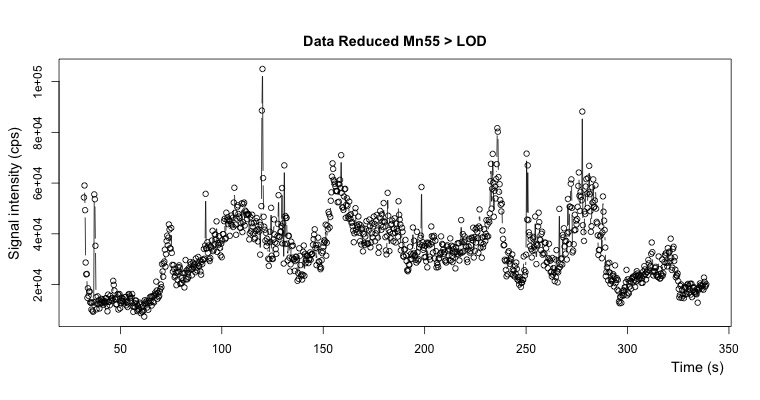 Data Reduced Mn55 > LOD
Signal intensity (cps)
1e+05
8e+04
6e+04
4e+04
2e+04
50 100 150 200 250 300 350
Time (s)